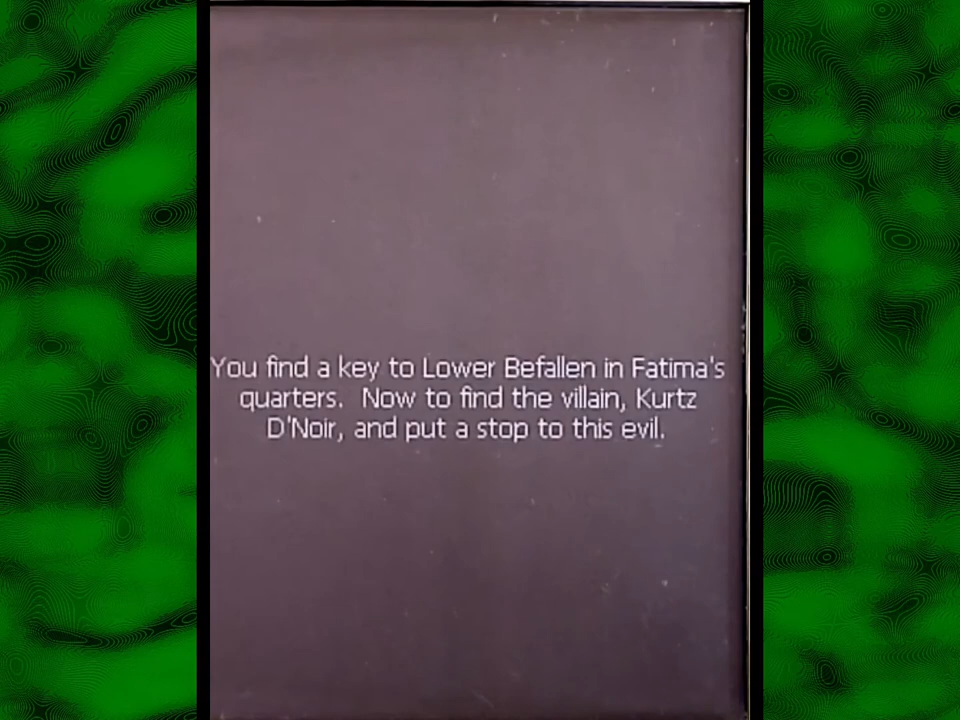 You find a key to Lower Befallen in Fatima's
quarters.  Now to find the villain, Kurtz
D'Noir, and put a stop to this evil.